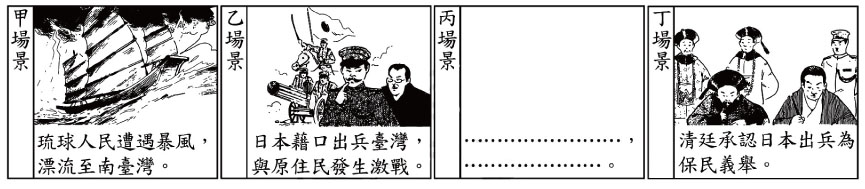 甲場景
琉球人民遭遇暴風，
漂流至南臺灣。
乙場景
日本藉口出兵臺灣，
與原住民發生激戰。
丙場景
…………………………，
………………………。
丁場景
清廷承認日本出兵為
保民義舉。